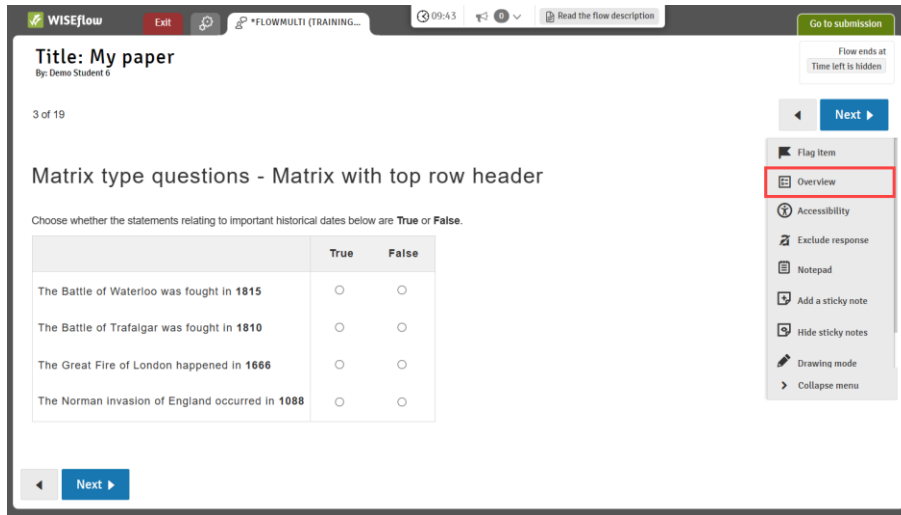 WISEflow
Exit
*FLOWMULTI (TRAINING...
09:43
0
Read the flow description
Go to submission
Title: My paper
By: Demo Student 6
Flow ends at
Time left is hidden
3 of 19
Next
Flag Item
Overview
Accessibility
Exclude response
Notepad
Add a sticky note
Hide sticky notes
Drawing mode
Collapse menu
Matrix type questions - Matrix with top row header
Choose whether the statements relating to important historical dates below are True or False.
True False
The Battle of Waterloo was fought in 1815
The Battle of Trafalgar was fought in 1810
The Great Fire of London happened in 1666
The Norman invasion of England occurred in 1088
Next